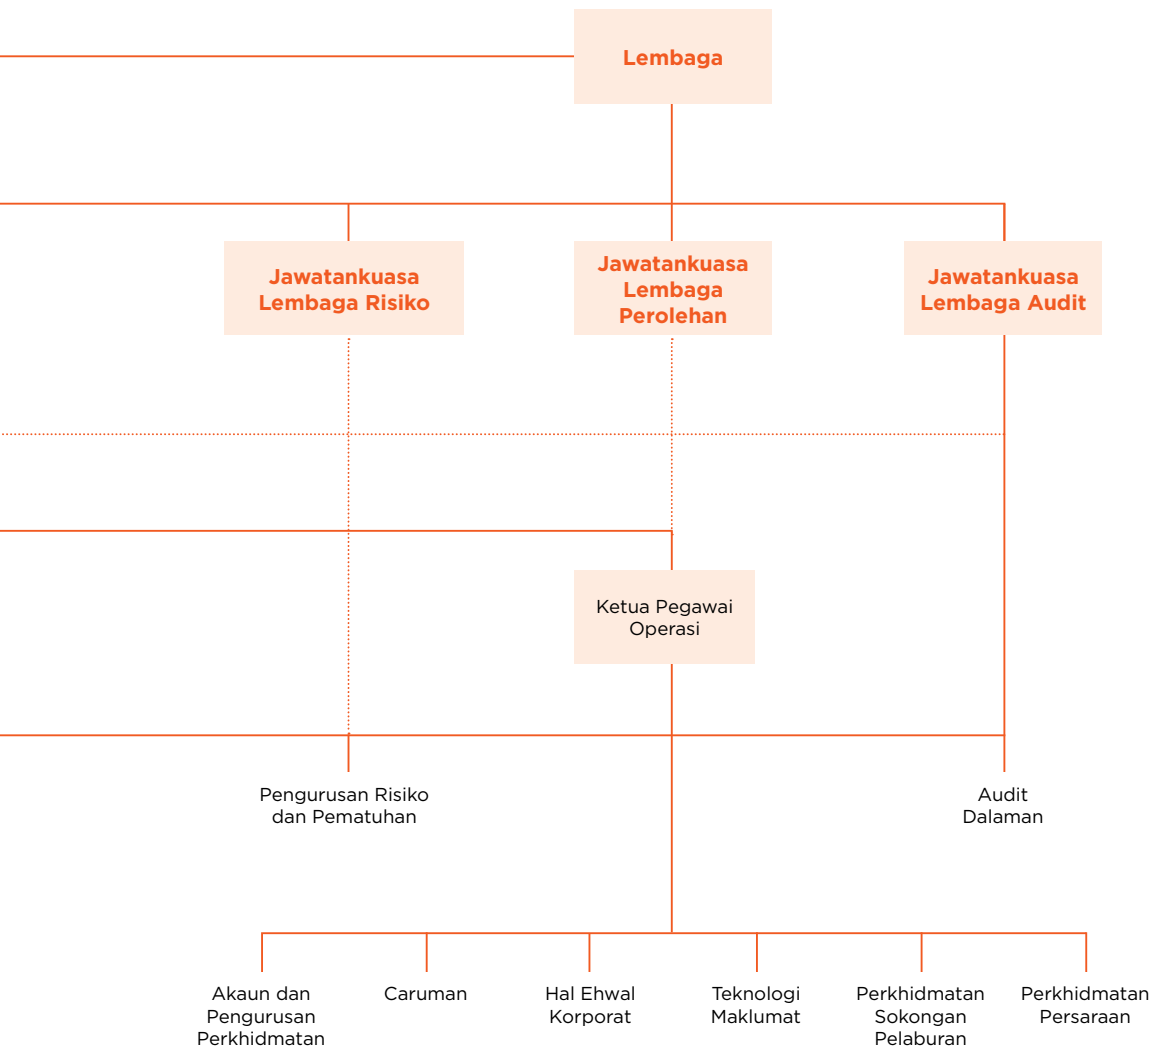 Lembaga
Jawatankuasa
Lembaga Risiko
Jawatankuasa
Lembaga
Perolehan
Jawatankuasa
Lembaga Audit
Ketua Pegawai
Operasi
Pengurusan Risiko
dan Pematuhan
Audit
Dalaman
Akaun dan
Pengurusan
Perkhidmatan
Caruman
Hal Ehwal
Korporat
Teknologi
Maklumat
Perkhidmatan
Sokongan
Pelaburan
Perkhidmatan
Persaraan